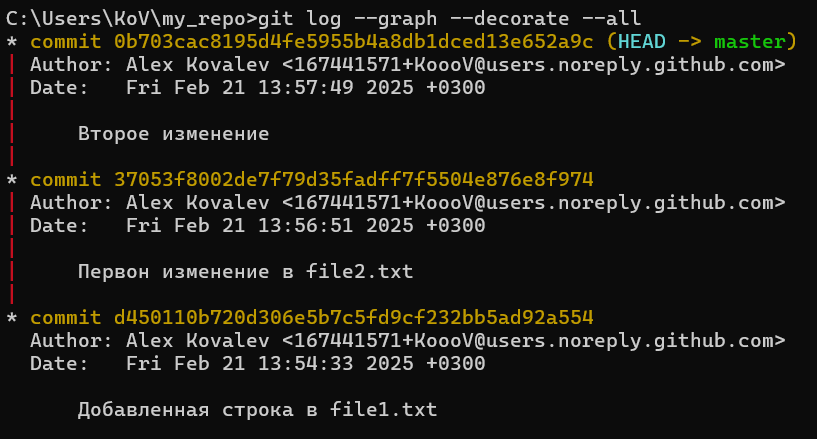 C:\Users\KoV\my_repo>git log --graph --decorate --all
* commit 0b703cac8195d4fe5955b4a8db1dced13e652a9c (HEAD -> master)
| Author: Alex Kovalev <167441571+KoooV@users.noreply.github.com>
| Date:   Fri Feb 21 13:57:49 2025 +0300
|
|     Второе изменение
|
* commit 37053f8002de7f79d35fadff7f5504e876e8f974
| Author: Alex Kovalev <167441571+KoooV@users.noreply.github.com>
| Date:   Fri Feb 21 13:56:51 2025 +0300
|
|     Первон изменение в file2.txt
|
* commit d450110b720d306e5b7c5fd9cf232bb5ad92a554
  Author: Alex Kovalev <167441571+KoooV@users.noreply.github.com>
  Date:   Fri Feb 21 13:54:33 2025 +0300

      Добавленная строка в file1.txt